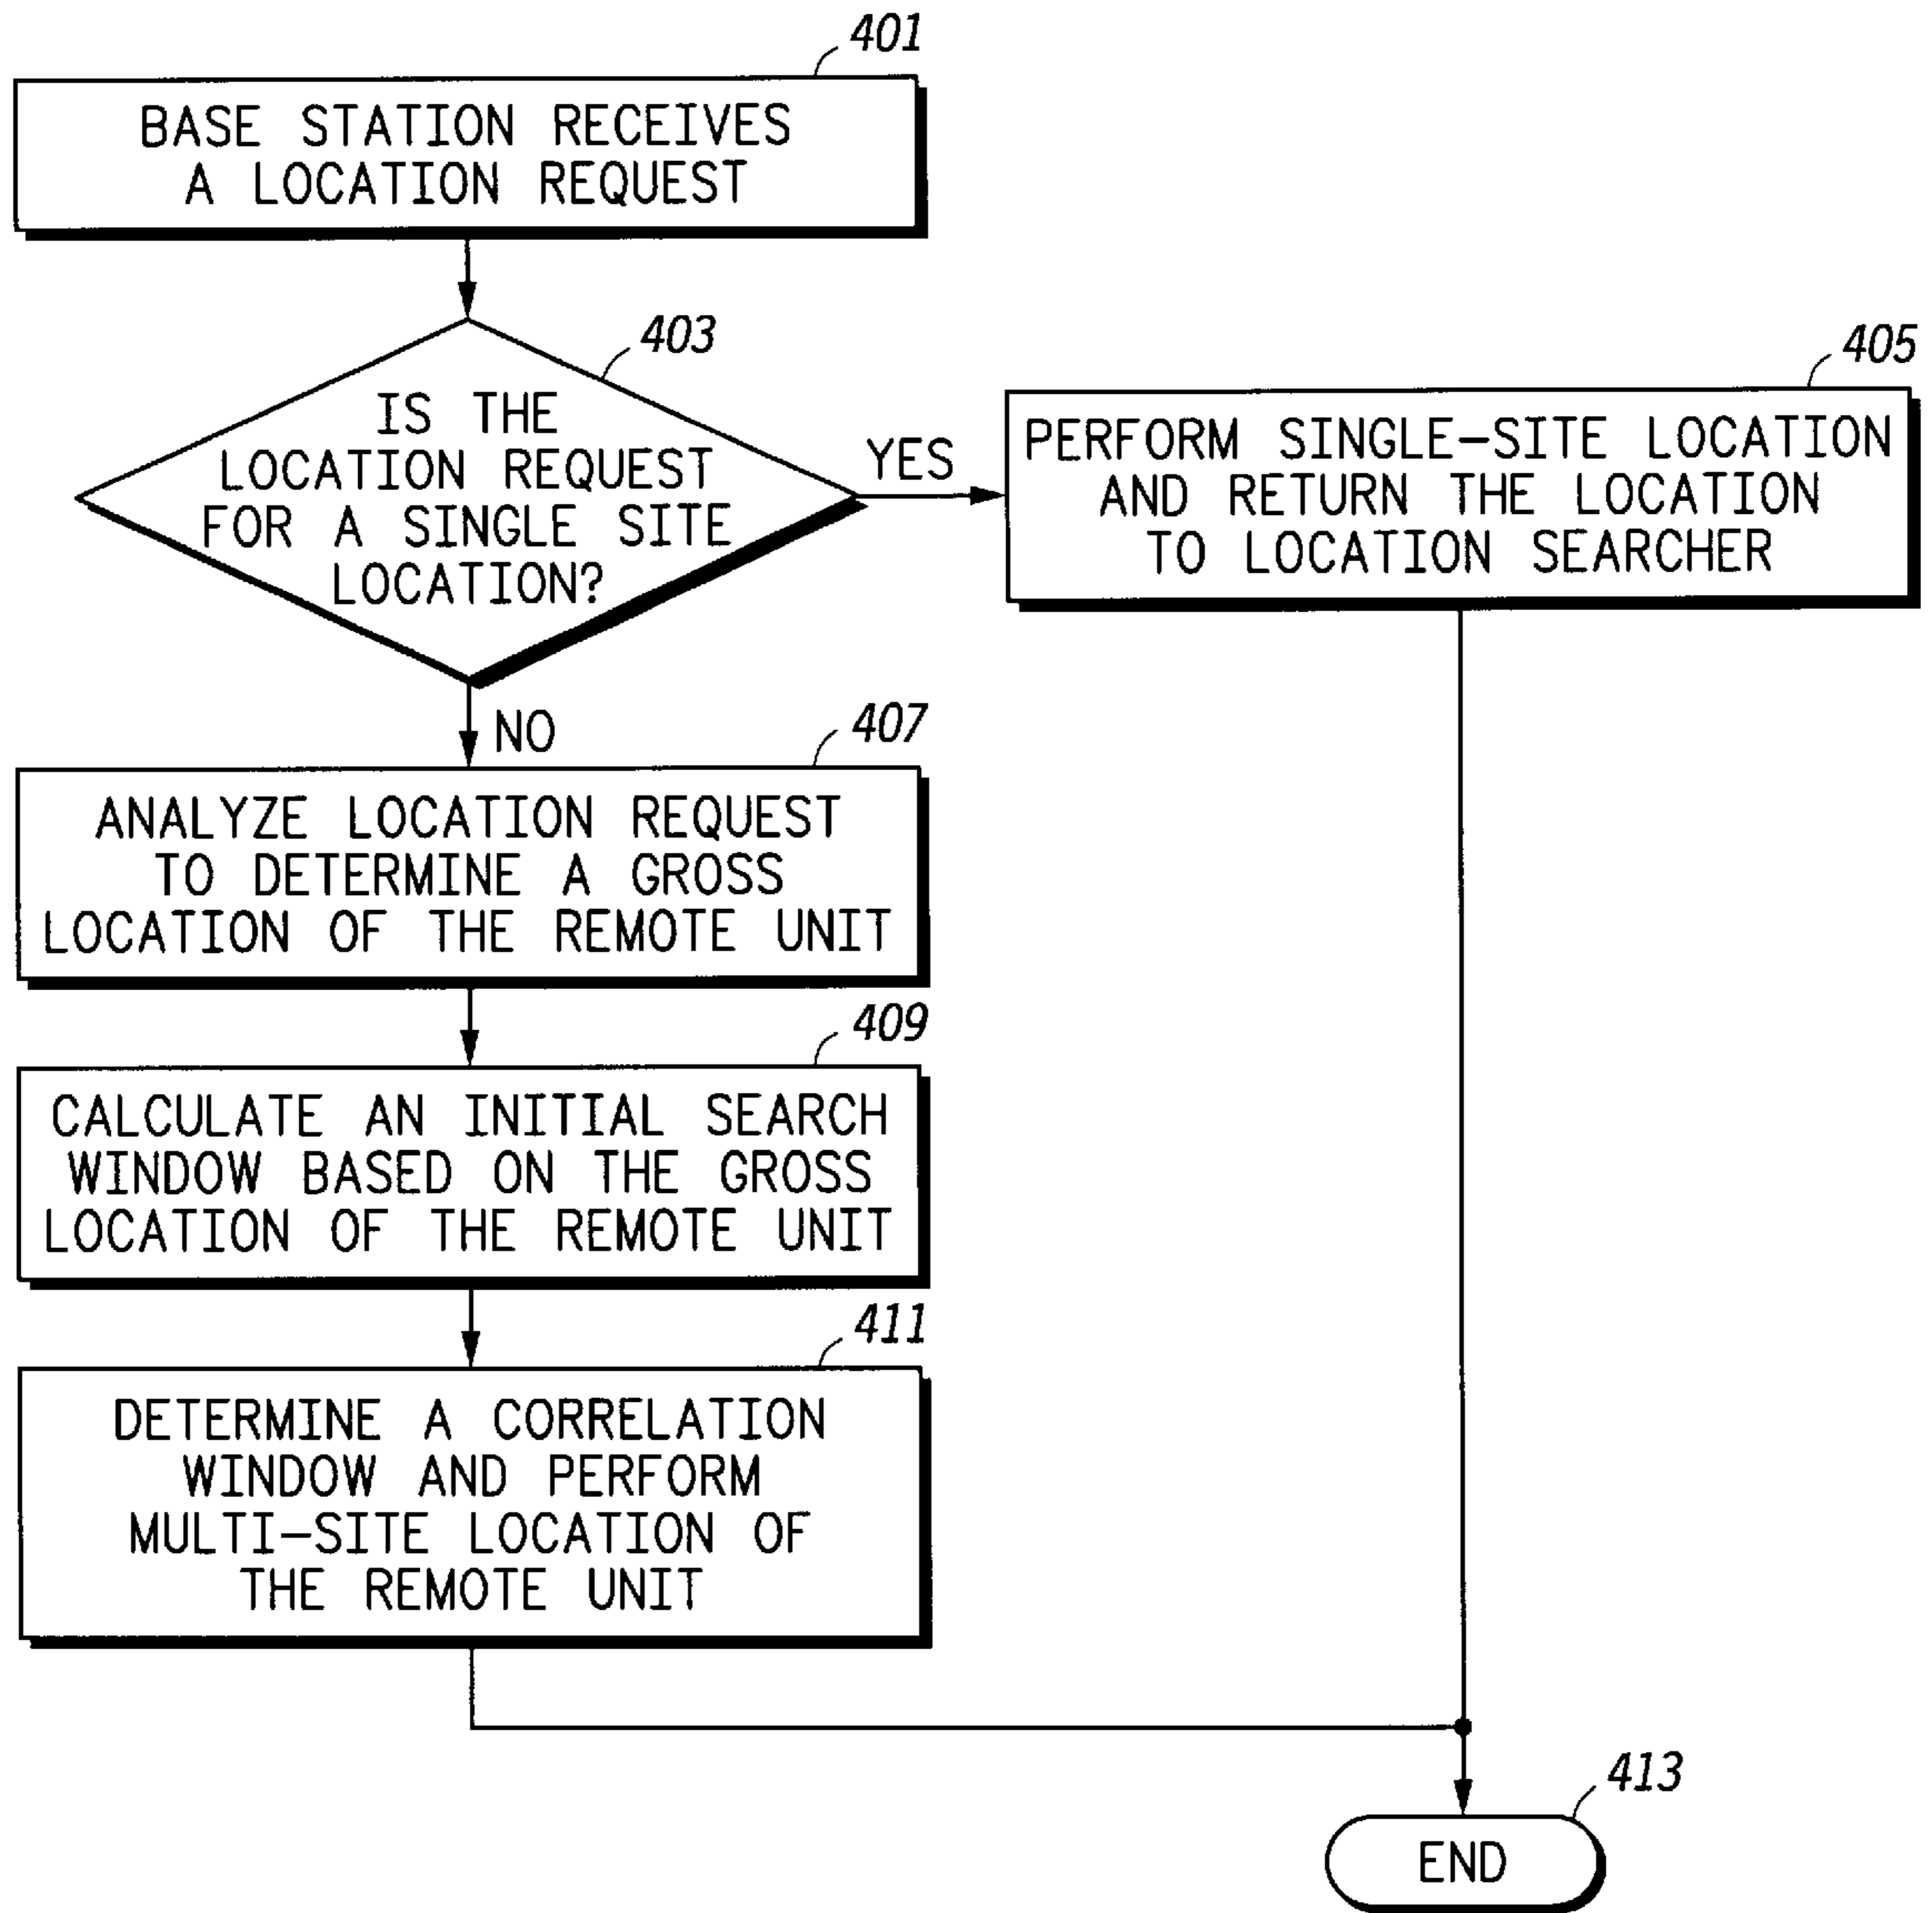 401
BASE STATION RECEIVES
A LOCATION REQUEST
403
IS THE
LOCATION REQUEST
FOR A SINGLE SITE
LOCATION?
YES
405
PERFORM SINGLE-SITE LOCATION
AND RETURN THE LOCATION
TO LOCATION SEARCHER
NO
407
ANALYZE LOCATION REQUEST
TO DETERMINE A GROSS
LOCATION OF THE REMOTE UNIT
409
CALCULATE AN INITIAL SEARCH
WINDOW BASED ON THE GROSS
LOCATION OF THE REMOTE UNIT
411
DETERMINE A CORRELATION
WINDOW AND PERFORM
MULTI-SITE LOCATION OF
THE REMOTE UNIT
413
END